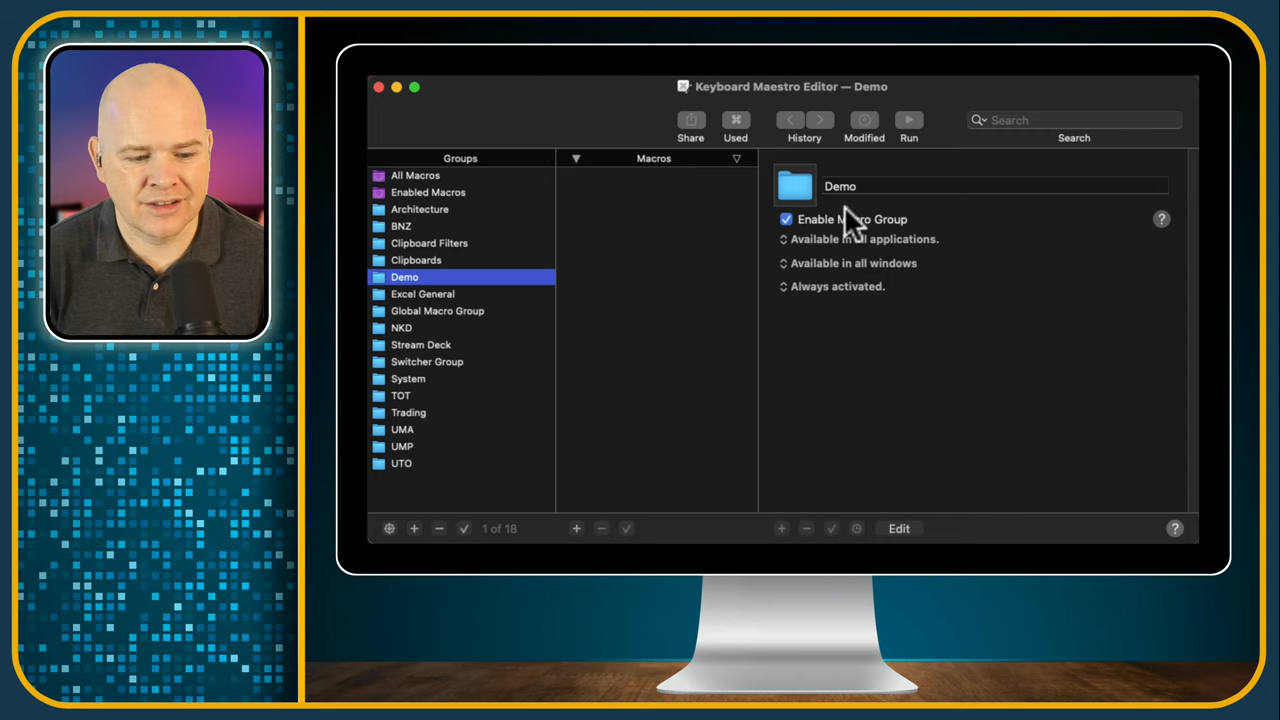 Keyboard Maestro Editor — Demo
Share
Used
History
Modified
Run
Search
Search
Groups
Macros
All Macros
Enabled Macros
Architecture
BNZ
Clipboard Filters
Clipboards
Demo
Excel General
Global Macro Group
NKD
Stream Deck
Switcher Group
System
TOT
Trading
UMA
UMP
UTO
Demo
Enable Macro Group
?
Available in all applications.
Available in all windows
Always activated.
1 of 18
Edit
?